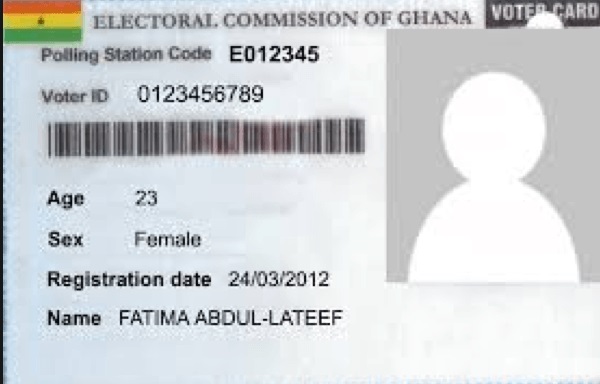 ELECTORAL COMMISSION OF GHANA VOTER CARD
Polling Station Code E012345
Voter ID 0123456789
Age 23
Sex Female
Registration date 24/03/2012
Name FATIMA ABDUL-LATEEF